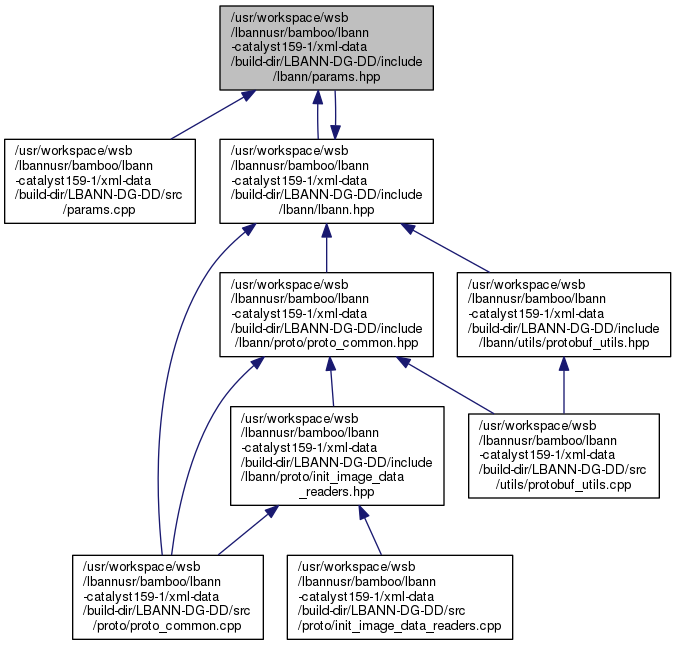 /usr/workspace/wsb
/lbannusr/bamboo/lbann
-catalyst159-1/xml-data
/build-dir/LBANN-DG-DD/include
/lbann/params.hpp
/usr/workspace/wsb
/lbannusr/bamboo/lbann
-catalyst159-1/xml-data
/build-dir/LBANN-DG-DD/src
/params.cpp
/usr/workspace/wsb
/lbannusr/bamboo/lbann
-catalyst159-1/xml-data
/build-dir/LBANN-DG-DD/include
/lbann/lbann.hpp
/usr/workspace/wsb
/lbannusr/bamboo/lbann
-catalyst159-1/xml-data
/build-dir/LBANN-DG-DD/include
/lbann/proto/proto_common.hpp
/usr/workspace/wsb
/lbannusr/bamboo/lbann
-catalyst159-1/xml-data
/build-dir/LBANN-DG-DD/include
/lbann/utils/protobuf_utils.hpp
/usr/workspace/wsb
/lbannusr/bamboo/lbann
-catalyst159-1/xml-data
/build-dir/LBANN-DG-DD/include
/lbann/proto/init_image_data
_readers.hpp
/usr/workspace/wsb
/lbannusr/bamboo/lbann
-catalyst159-1/xml-data
/build-dir/LBANN-DG-DD/src
/utils/protobuf_utils.cpp
/usr/workspace/wsb
/lbannusr/bamboo/lbann
-catalyst159-1/xml-data
/build-dir/LBANN-DG-DD/src
/proto/proto_common.cpp
/usr/workspace/wsb
/lbannusr/bamboo/lbann
-catalyst159-1/xml-data
/build-dir/LBANN-DG-DD/src
/proto/init_image_data_readers.cpp